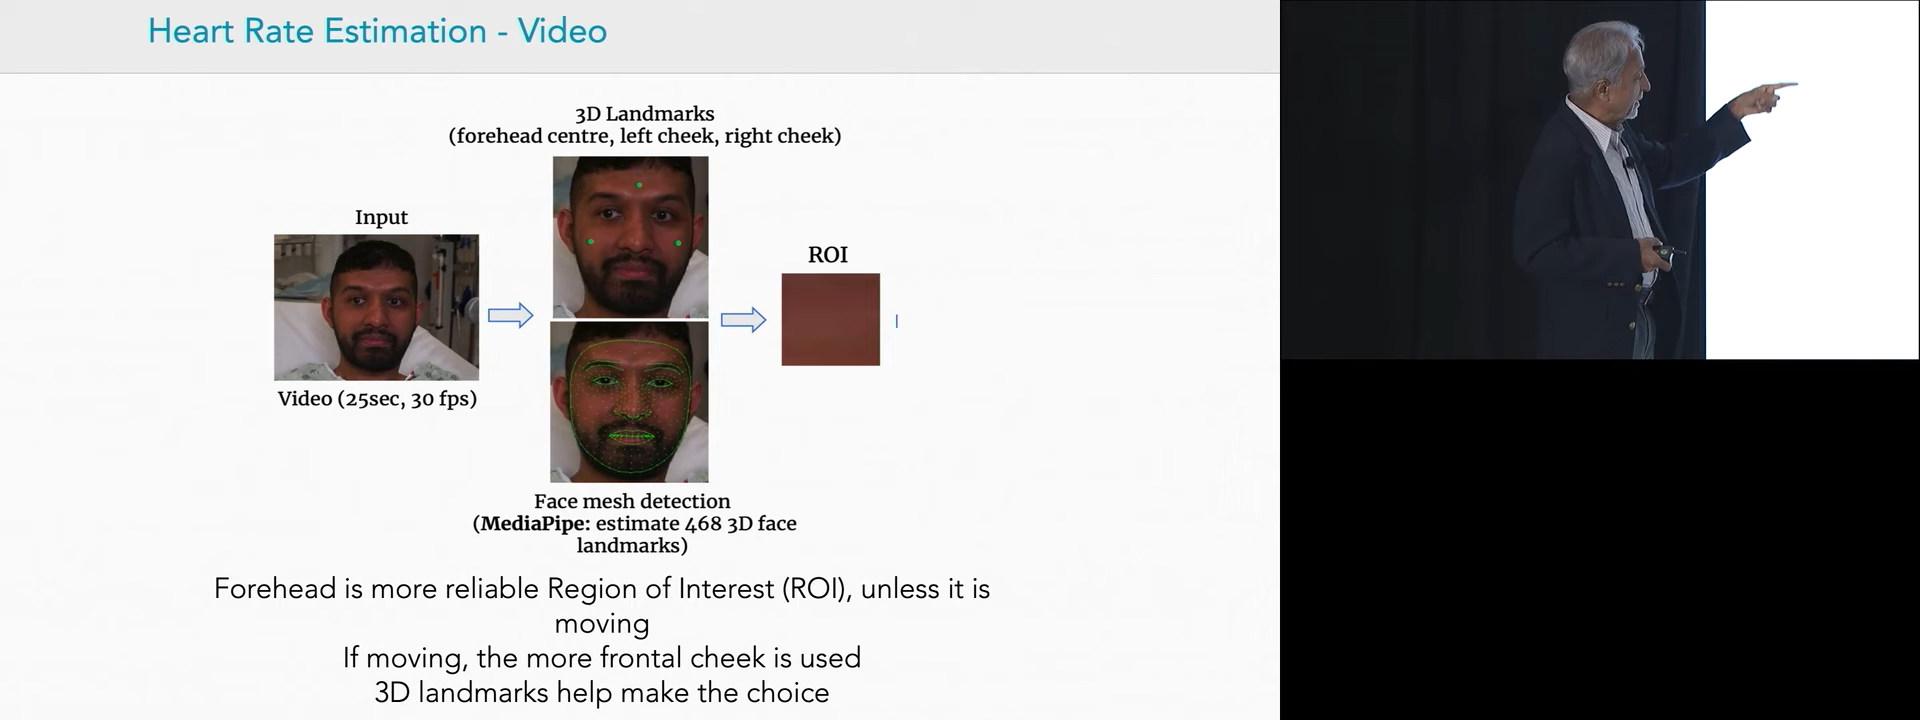 Heart Rate Estimation - Video
3D Landmarks
(forehead centre, left cheek, right cheek)
Input
ROI
Video (25sec, 30 fps)
Face mesh detection
(MediaPipe: estimate 468 3D face
landmarks)
Forehead is more reliable Region of Interest (ROI), unless it is
moving
If moving, the more frontal cheek is used
3D landmarks help make the choice